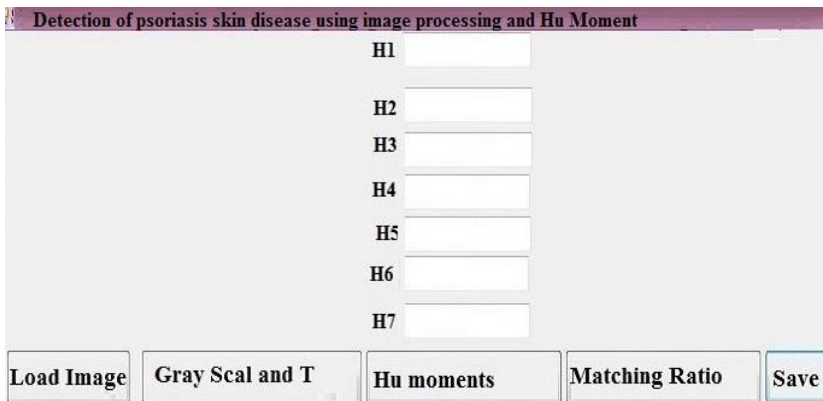 Detection of psoriasis skin disease using image processing and Hu Moment
H1
H2
H3
H4
H5
H6
H7
Load Image Gray Scal and T Hu moments Matching Ratio Save